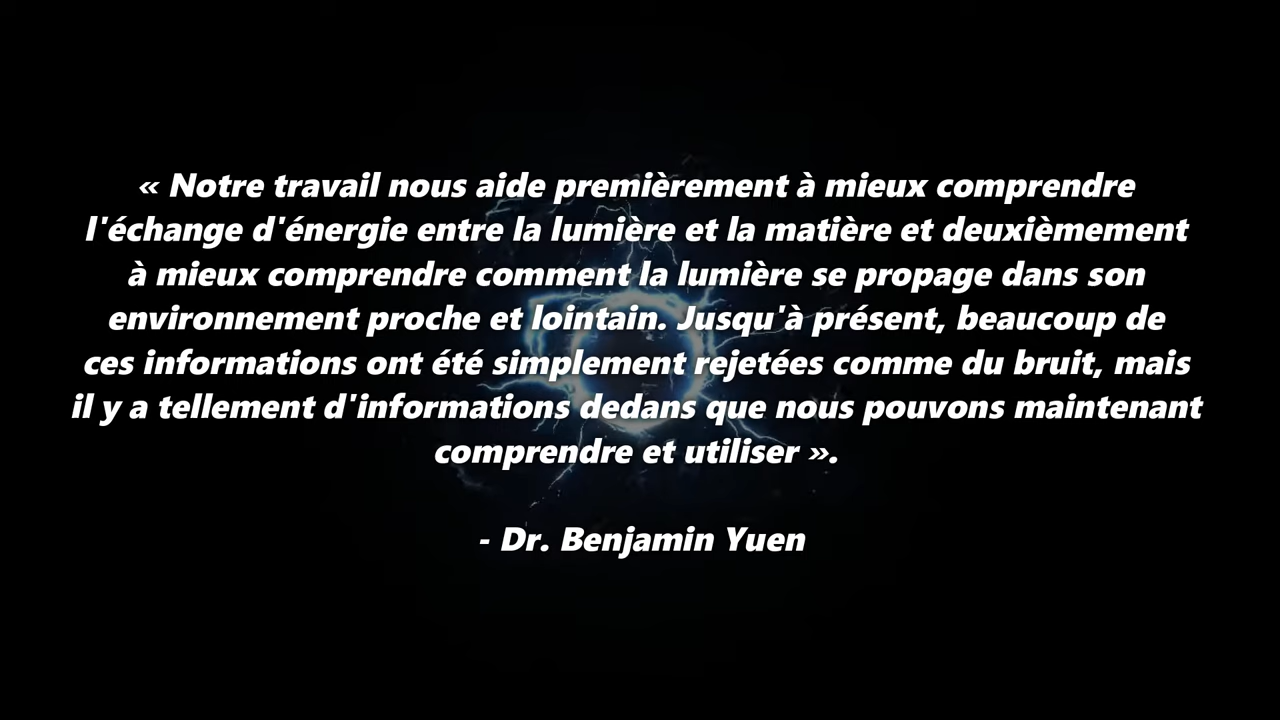 « Notre travail nous aide premièrement à mieux comprendre
l'échange d'énergie entre la lumière et la matière et deuxièmement
à mieux comprendre comment la lumière se propage dans son
environnement proche et lointain. Jusqu'à présent, beaucoup de
ces informations ont été simplement rejetées comme du bruit, mais
il y a tellement d'informations dedans que nous pouvons maintenant
comprendre et utiliser ».
- Dr. Benjamin Yuen